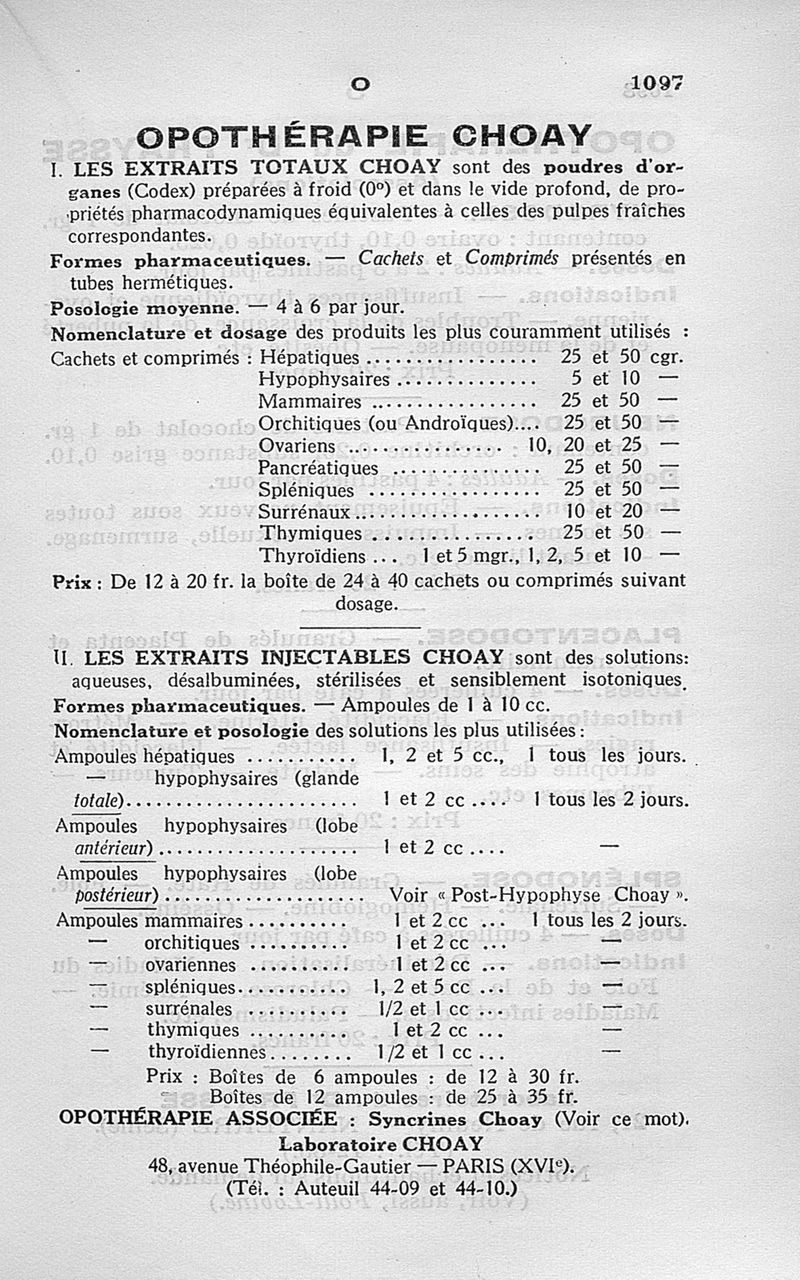 O 1097
OPOTHÉRAPIE CHOAY
I. LES EXTRAITS TOTAUX CHOAY sont des poudres d'or-
ganes (Codex) préparées à froid (0°) et dans le vide profond, de pro-
priétés pharmacodynamiques équivalentes à celles des pulpes fraîches
correspondantes.
Formes pharmaceutiques. — Cachets et Comprimés présentés en
tubes hermétiques.
Posologie moyenne. — 4 à 6 par jour.
Nomenclature et dosage des produits les plus couramment utilisés :
Cachets et comprimés : Hépatiques ................. 25 et 50 cgr.
Hypophysaires .............. 5 et 10 —
Mammaires ................. 25 et 50 —
Orchitiques (ou Androïques).... 25 et 50 —
Ovariens ............... 10, 20 et 25 —
Pancréatiques ............... 25 et 50 —
Spléniques ................. 25 et 50 —
Surrénaux ................... 10 et 20 —
Thymiques ................. 25 et 50 —
Thyroïdiens ... 1 et 5 mgr., 1, 2, 5 et 10 —
Prix : De 12 à 20 fr. la boîte de 24 à 40 cachets ou comprimés suivant
dosage.
II. LES EXTRAITS INJECTABLES CHOAY sont des solutions:
aqueuses, désalbuminées, stérilisées et sensiblement isotoniques.
Formes pharmaceutiques. — Ampoules de 1 à 10 cc.
Nomenclature et posologie des solutions les plus utilisées :
Ampoules hépatiques ........... 1, 2 et 5 cc., 1 tous les jours.
— hypophysaires (glande
totale)....................... 1 et 2 cc .... 1 tous les 2 jours.
Ampoules hypophysaires (lobe
antérieur) .................... 1 et 2 cc .... —
Ampoules hypophysaires (lobe
postérieur) .................... Voir « Post-Hypophyse Choay ».
Ampoules mammaires .......... 1 et 2 cc ... 1 tous les 2 jours.
— orchitiques .......... 1 et 2 cc ... —
— ovariennes .......... 1 et 2 cc ... —
— spléniques........... 1, 2 et 5 cc ... —
— surrénales .......... 1/2 et 1 cc ... —
— thymiques .......... 1 et 2 cc ... —
— thyroïdiennes........ 1/2 et 1 cc ... —
Prix : Boîtes de 6 ampoules : de 12 à 30 fr.
— Boîtes de 12 ampoules : de 25 à 35 fr.
OPOTHÉRAPIE ASSOCIÉE : Syncrines Choay (Voir ce mot).
Laboratoire CHOAY
48, avenue Théophile-Gautier — PARIS (XVIe).
(Tél. : Auteuil 44-09 et 44-10.)